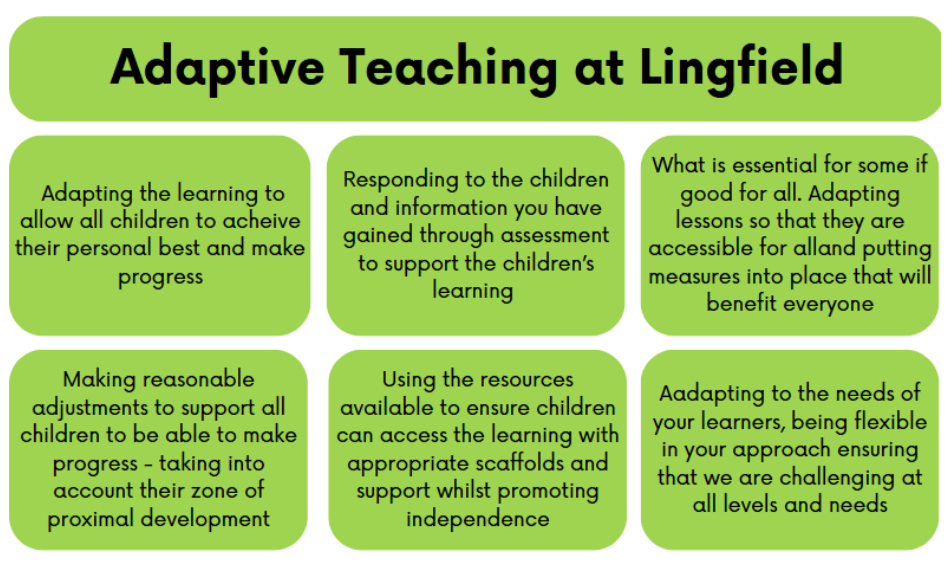 Adaptive Teaching at Lingfield
Adapting the learning to
allow all children to acheive
their personal best and make
progress
Responding to the children
and information you have
gained through assessment
to support the children's
learning
What is essential for some if
good for all. Adapting
lessons so that they are
accessible for alland putting
measures into place that will
benefit everyone
Making reasonable
adjustments to support all
children to be able to make
progress - taking into
account their zone of
proximal development
Using the resources
available to ensure children
can access the learning with
appropriate scaffolds and
support whilst promoting
independence
Aadapting to the needs of
your learners, being flexible
in your approach ensuring
that we are challenging at
all levels and needs